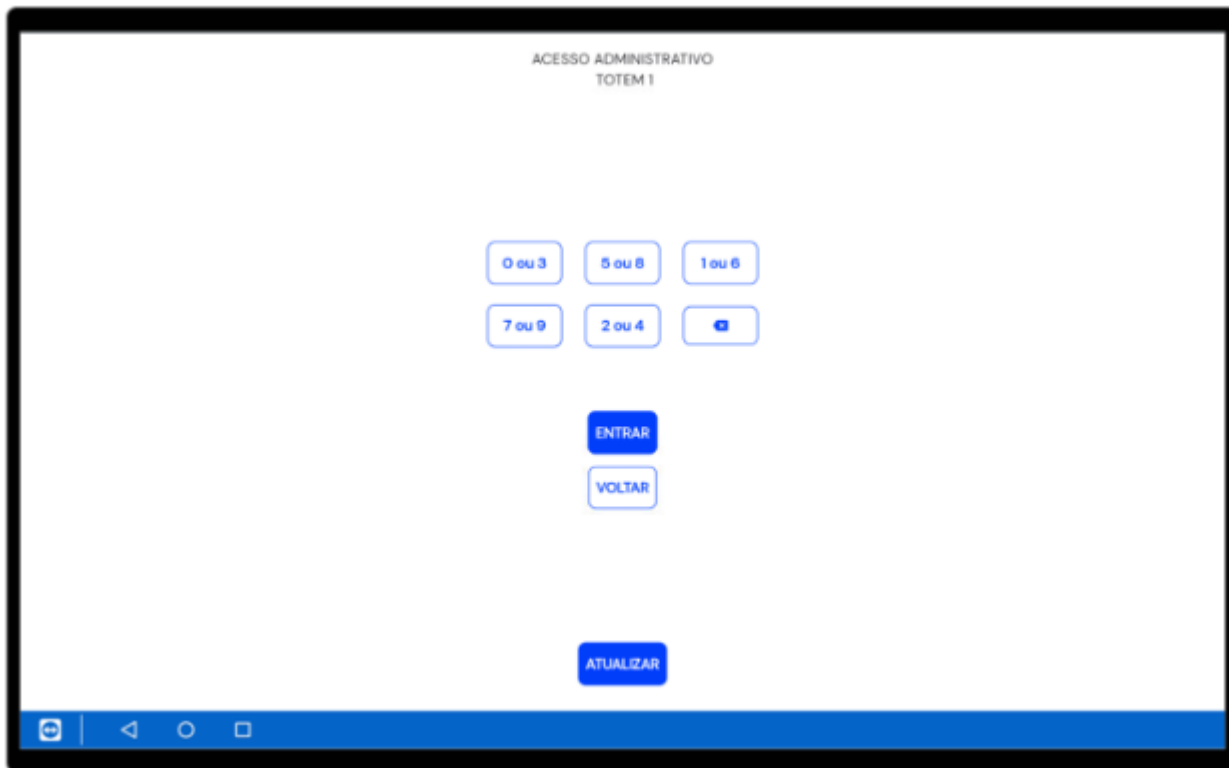 ACESSO ADMINISTRATIVO
TOTEM 1
0 ou 3 5 ou 8 1 ou 6
7 ou 9 2 ou 4
ENTRAR
VOLTAR
ATUALIZAR